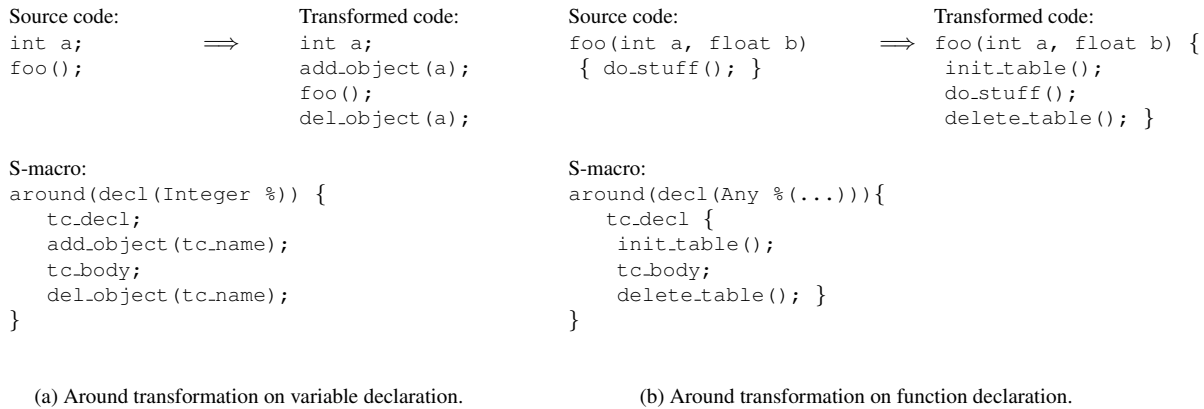 Source code:
int a;
foo();
⟹
Transformed code:
int a;
add_object(a);
foo();
del_object(a);
S-macro:
around(decl(Integer %)) {
tc_decl;
add_object(tc_name);
tc_body;
del_object(tc_name);
}
(a) Around transformation on variable declaration.
Source code:
foo(int a, float b)
{ do_stuff(); }
⟹
Transformed code:
foo(int a, float b) {
init_table();
do_stuff();
delete_table(); }
S-macro:
around(decl(Any %(...))){
tc_decl {
init_table();
tc_body;
delete_table(); }
}
(b) Around transformation on function declaration.